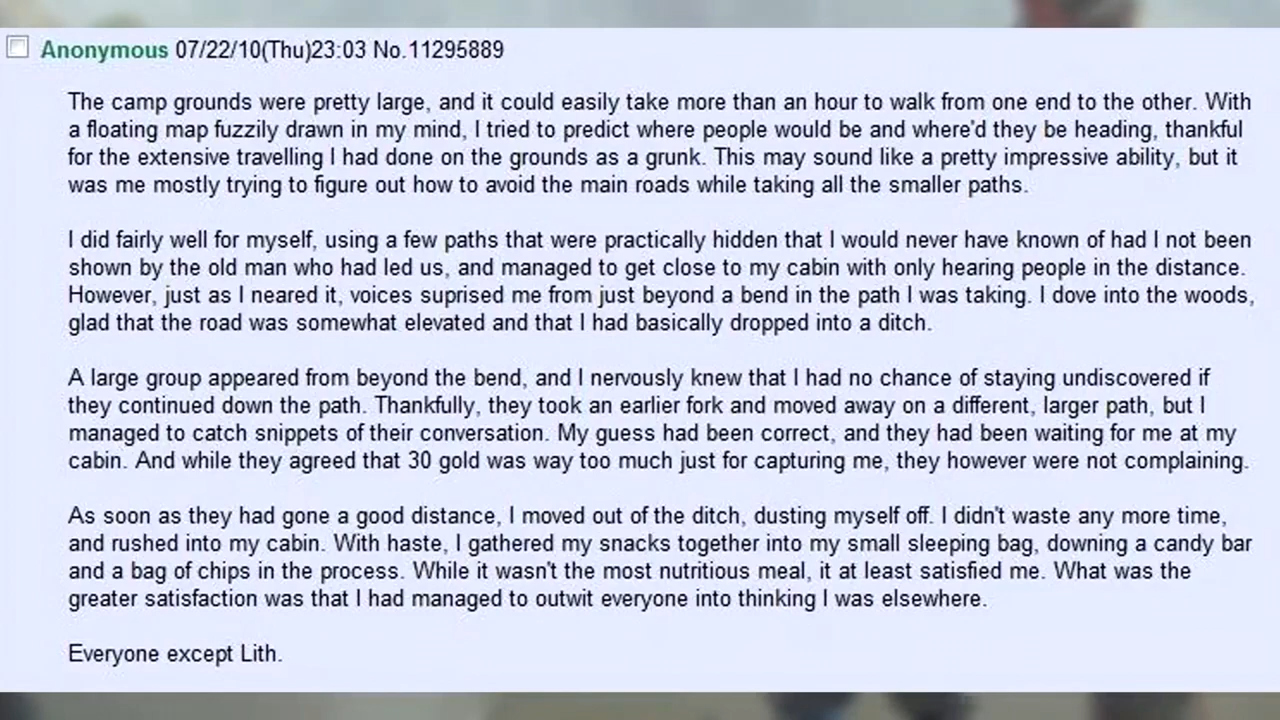 Anonymous 07/22/10(Thu)23:03 No.11295889
The camp grounds were pretty large, and it could easily take more than an hour to walk from one end to the other. With
a floating map fuzzily drawn in my mind, I tried to predict where people would be and where'd they be heading, thankful
for the extensive travelling I had done on the grounds as a grunk. This may sound like a pretty impressive ability, but it
was me mostly trying to figure out how to avoid the main roads while taking all the smaller paths.
I did fairly well for myself, using a few paths that were practically hidden that I would never have known of had I not been
shown by the old man who had led us, and managed to get close to my cabin with only hearing people in the distance.
However, just as I neared it, voices suprised me from just beyond a bend in the path I was taking. I dove into the woods,
glad that the road was somewhat elevated and that I had basically dropped into a ditch.
A large group appeared from beyond the bend, and I nervously knew that I had no chance of staying undiscovered if
they continued down the path. Thankfully, they took an earlier fork and moved away on a different, larger path, but I
managed to catch snippets of their conversation. My guess had been correct, and they had been waiting for me at my
cabin. And while they agreed that 30 gold was way too much just for capturing me, they however were not complaining.
As soon as they had gone a good distance, I moved out of the ditch, dusting myself off. I didn't waste any more time,
and rushed into my cabin. With haste, I gathered my snacks together into my small sleeping bag, downing a candy bar
and a bag of chips in the process. While it wasn't the most nutritious meal, it at least satisfied me. What was the
greater satisfaction was that I had managed to outwit everyone into thinking I was elsewhere.
Everyone except Lith.